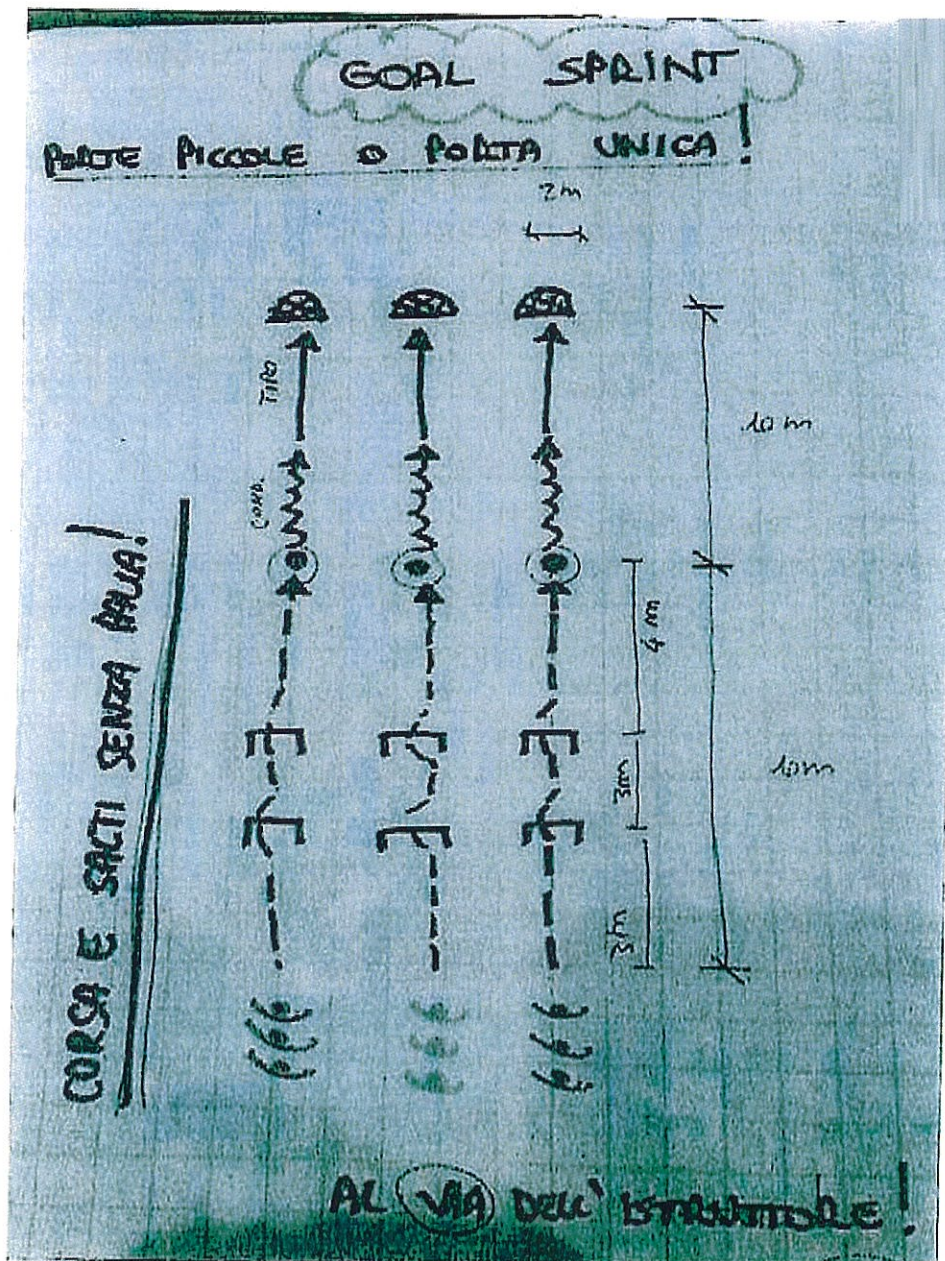 GOAL SPRINT
PORTE PICCOLE O PORTA UNICA!
2m
TIRO
COND.
10 m
4 m
3m
10m
3m
CORSA E SALTI SENZA PALLA!
AL VIA DELL' ISTRUTTORE!